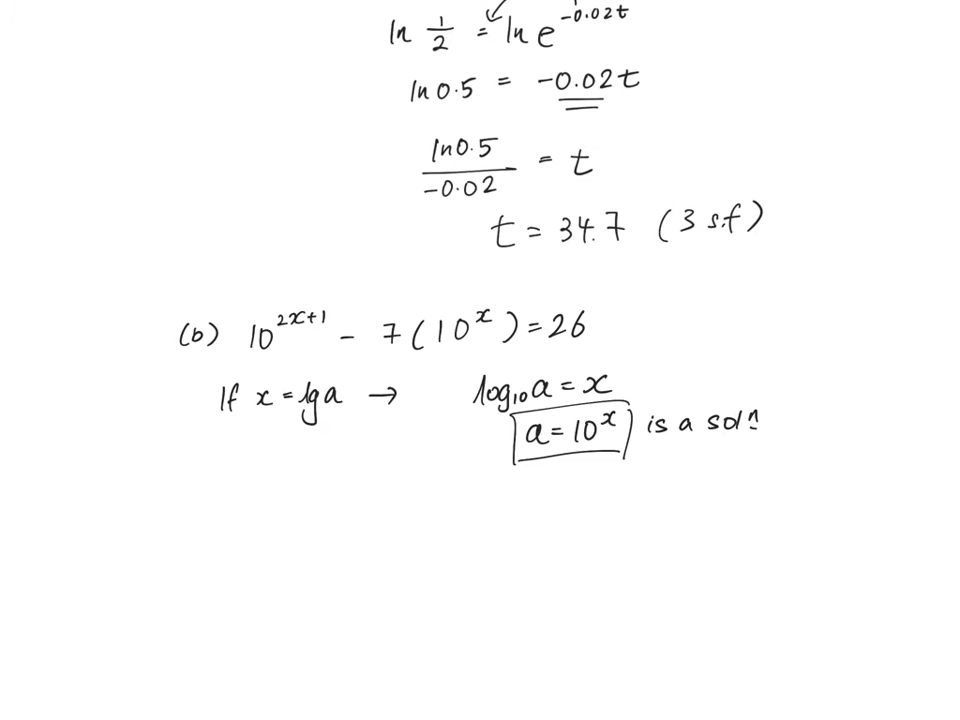 ln 1/2 = ln e^-0.02t
ln 0.5 = -0.02t
ln 0.5 / -0.02 = t
t = 34.7 (3 s.f)
(b) 10^2x+1 - 7(10^x) = 26
If x = lg a → log₁₀ a = x
a = 10^x is a solⁿ